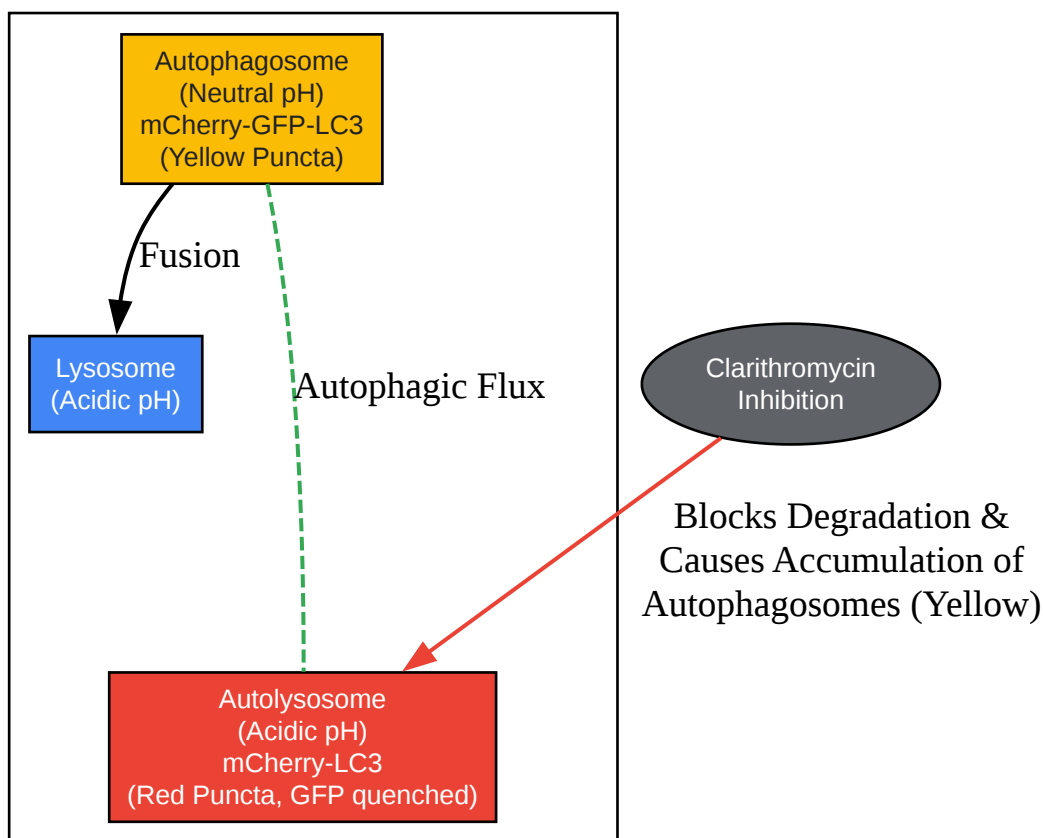 Autophagosome
(Neutral pH)
mCherry-GFP-LC3
(Yellow Puncta)
Fusion
Lysosome
(Acidic pH)
Autophagic Flux
Clarithromycin
Inhibition
Blocks Degradation &
Causes Accumulation of
Autophagosomes (Yellow)
Autolysosome
(Acidic pH)
mCherry-LC3
(Red Puncta, GFP quenched)